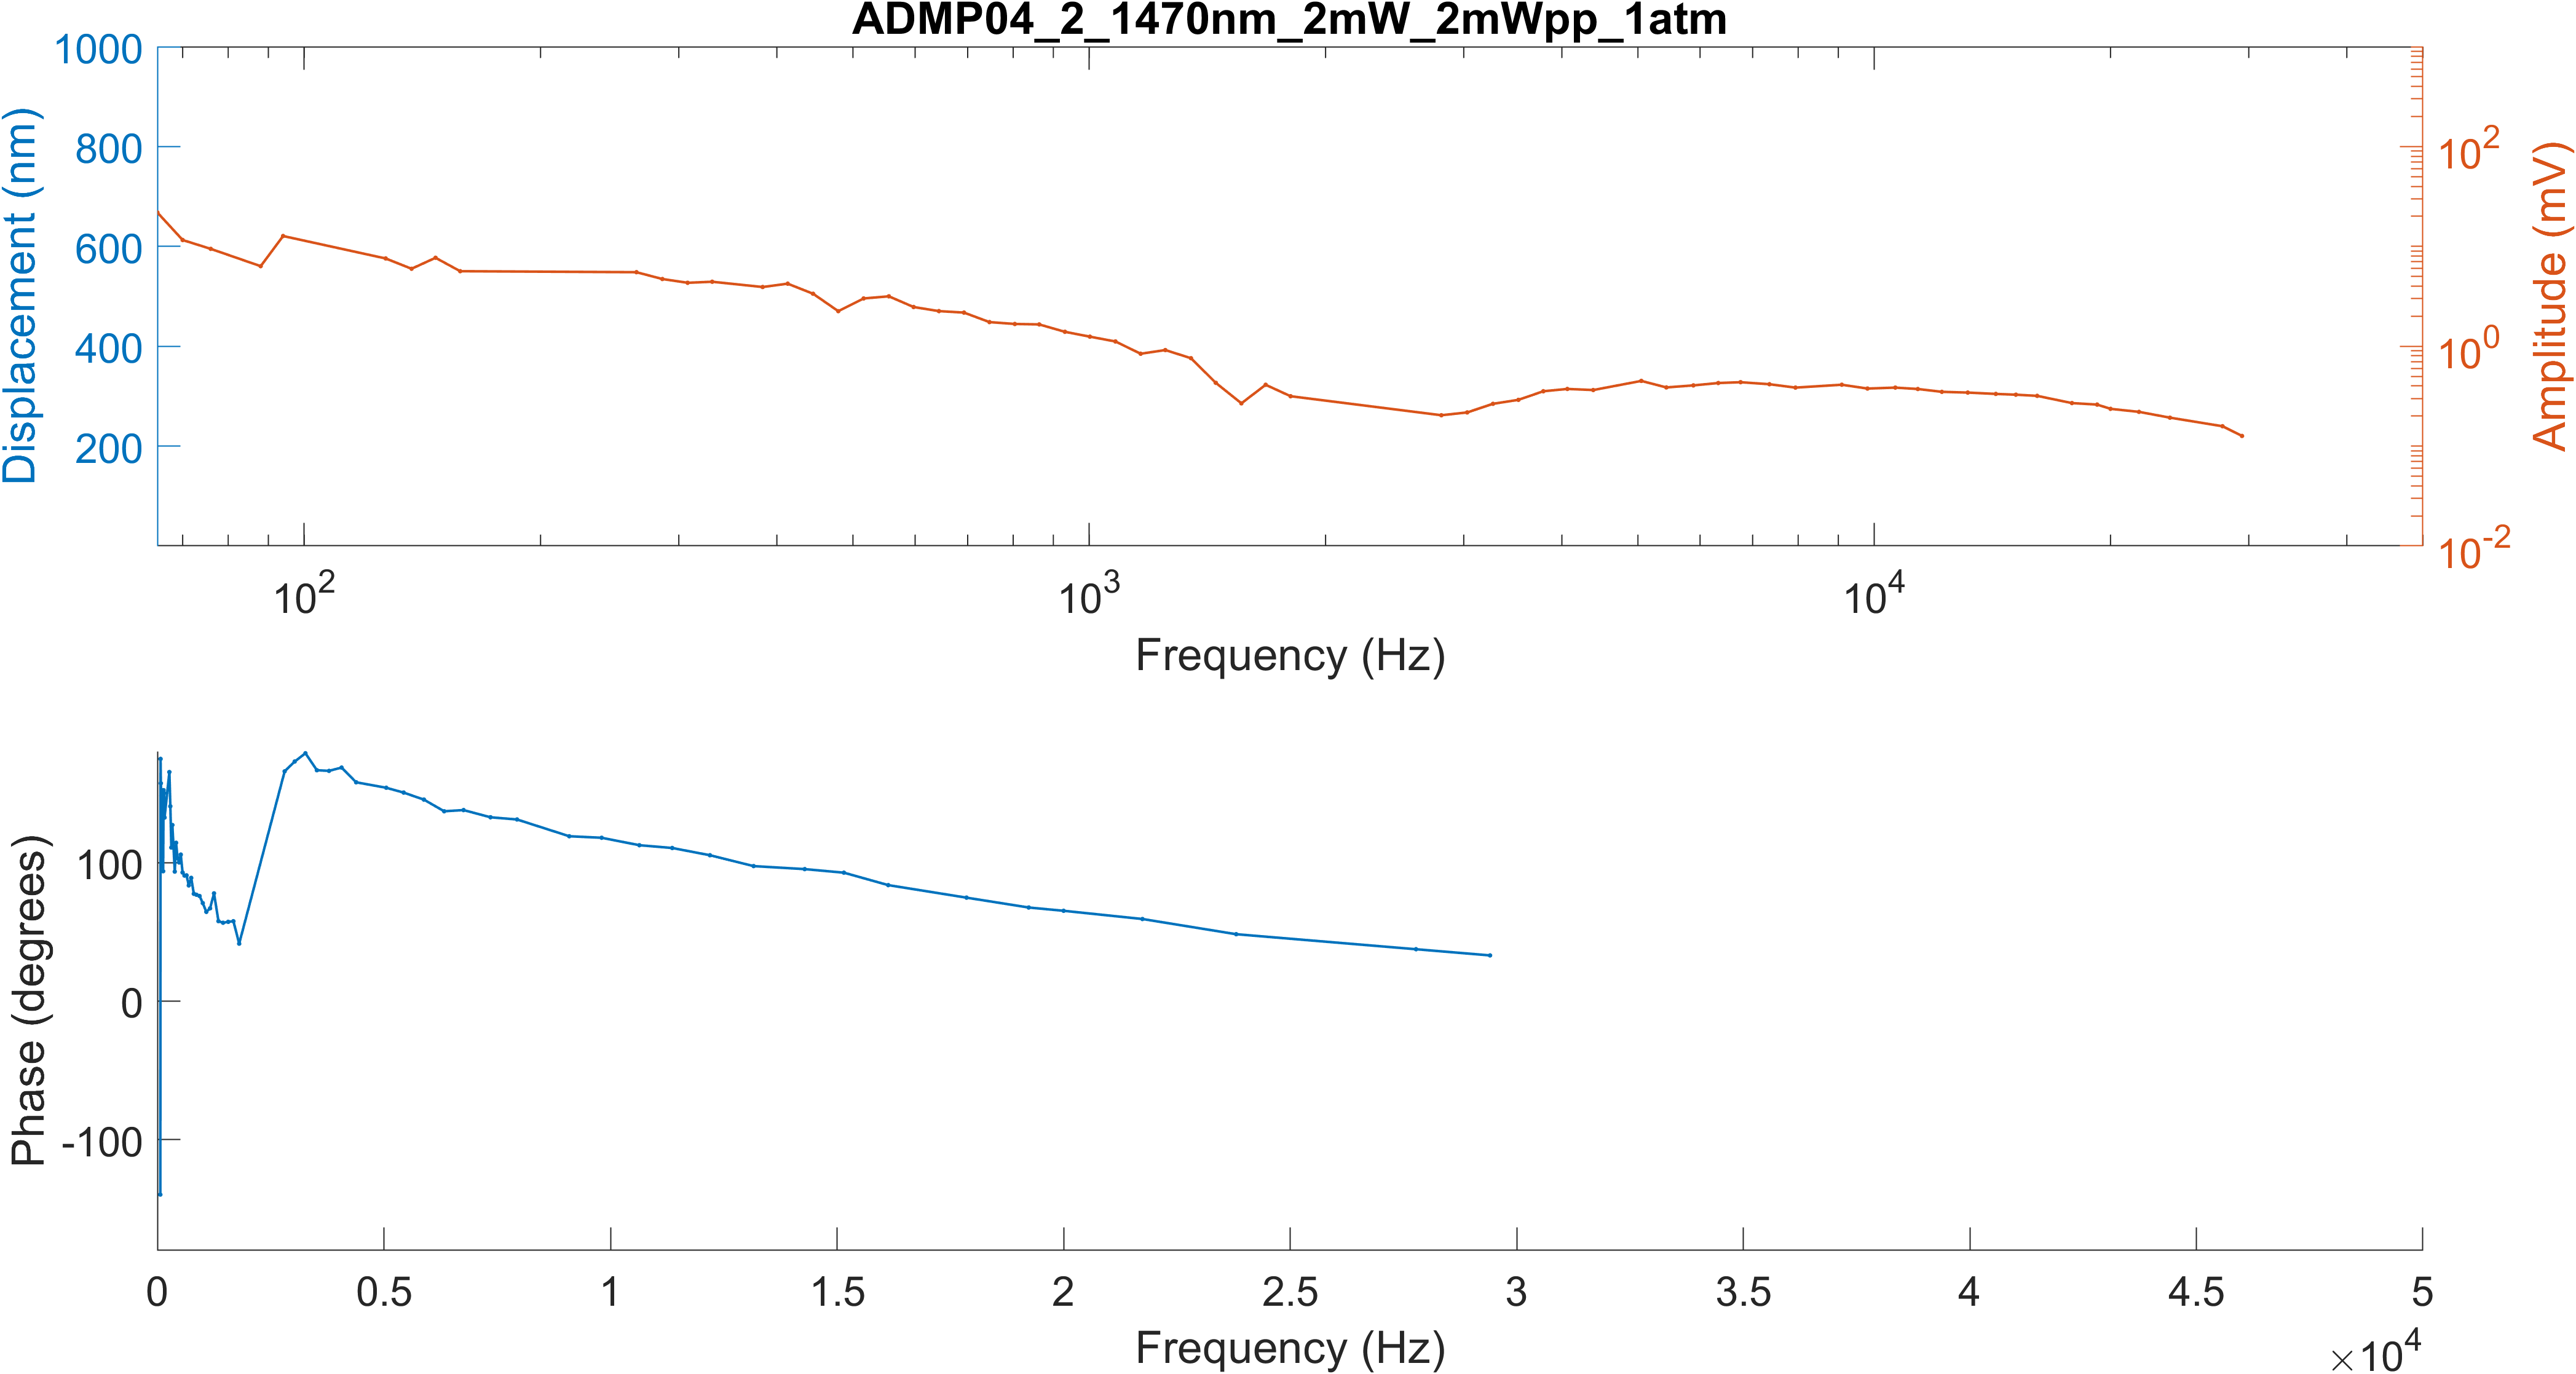 ADMP04_2_1470nm_2mW_2mWpp_1atm
Displacement (nm)
1000
800
600
400
200
Amplitude (mV)
10^2
10^0
10^-2
10^2 10^3 10^4
Frequency (Hz)
Phase (degrees)
100
0
-100
0 0.5 1 1.5 2 2.5 3 3.5 4 4.5 5
×10^4
Frequency (Hz)